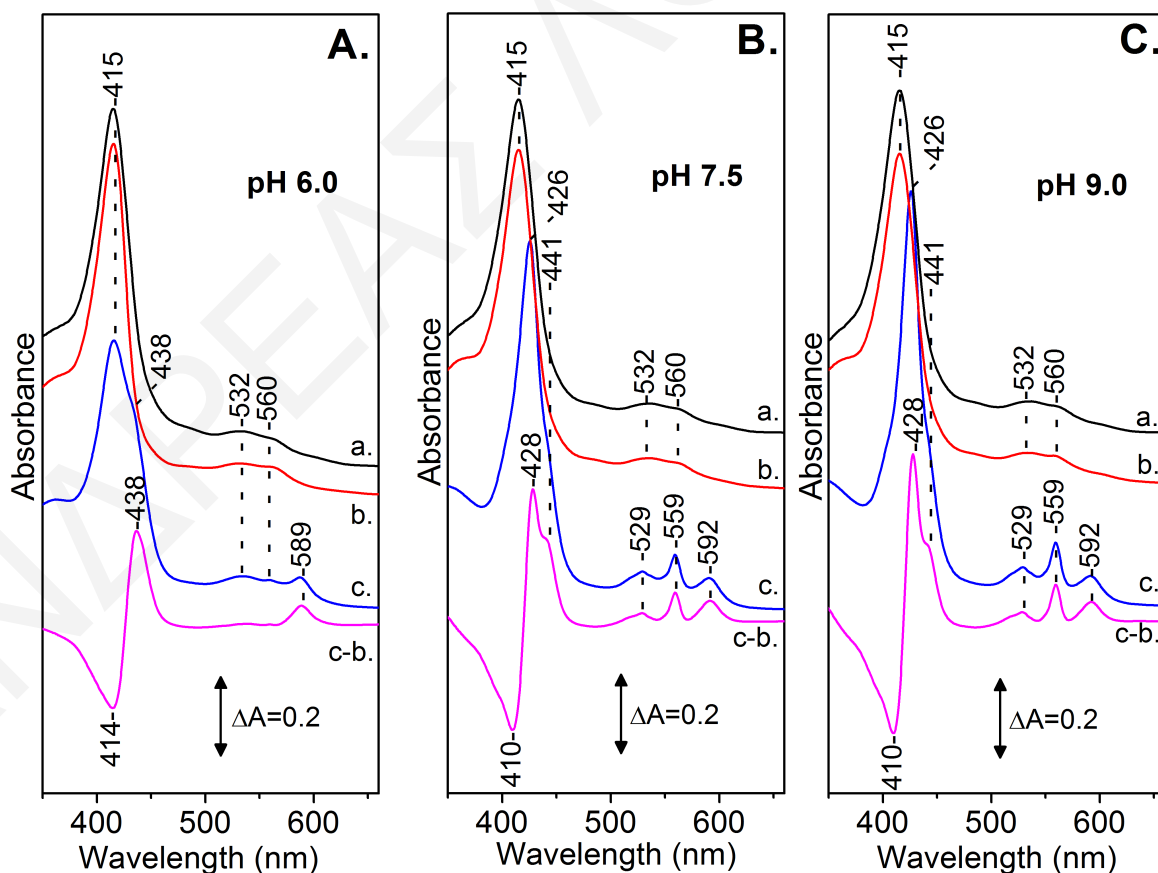 A.
pH 6.0
415
438
532
560
a.
b.
438
589
c.
c-b.
414
ΔA=0.2
Absorbance
400 500 600
Wavelength (nm)
B.
pH 7.5
415
426
441
532
560
a.
b.
428
529
559
592
c.
c-b.
410
ΔA=0.2
Absorbance
400 500 600
Wavelength (nm)
C.
pH 9.0
415
426
441
532
560
a.
b.
428
529
559
592
c.
c-b.
410
ΔA=0.2
Absorbance
400 500 600
Wavelength (nm)